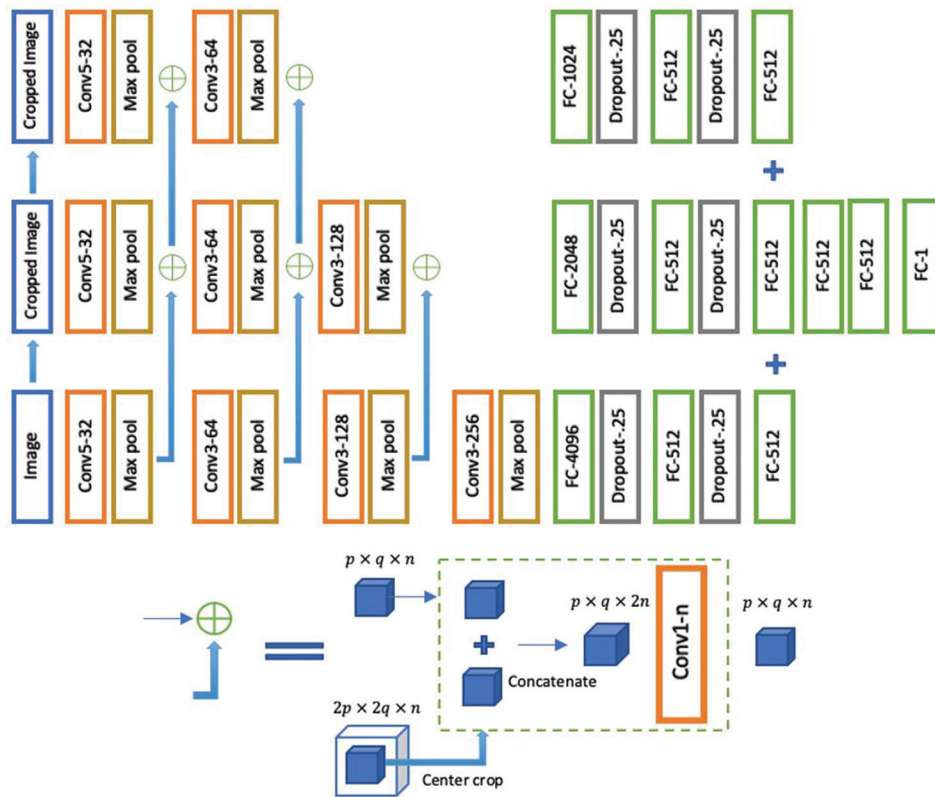 Cropped Image
Conv5-32
Max pool
Conv3-64
Max pool
FC-1024
Dropout-.25
FC-512
Dropout-.25
FC-512
+
Cropped Image
Conv5-32
Max pool
Conv3-64
Max pool
Conv3-128
Max pool
FC-2048
Dropout-.25
FC-512
Dropout-.25
FC-512
FC-512
FC-512
FC-1
+
Image
Conv5-32
Max pool
Conv3-64
Max pool
Conv3-128
Max pool
Conv3-256
Max pool
FC-4096
Dropout-.25
FC-512
Dropout-.25
FC-512
p × q × n
p × q × 2n
Conv1-n
p × q × n
+
Concatenate
2p × 2q × n
Center crop